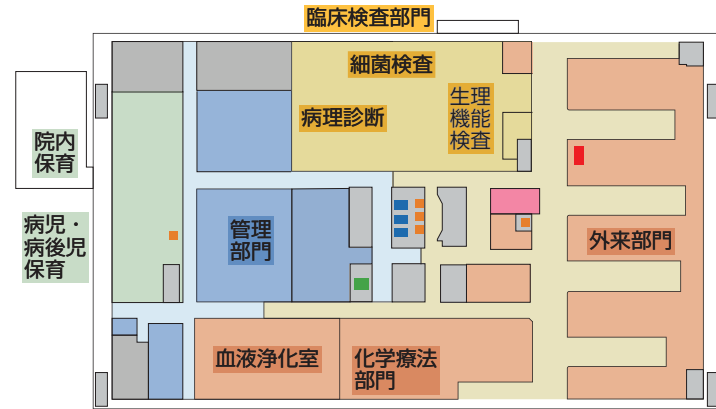 臨床検査部門
細菌検査
生理
機能
検査
病理診断
院内
保育
病児・
病後児
保育
管理
部門
外来部門
血液浄化室
化学療法
部門